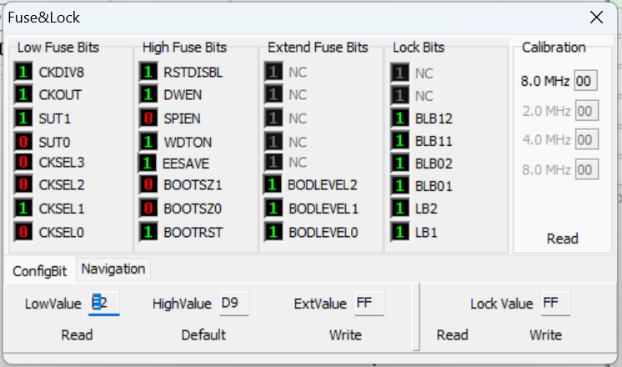 Fuse&Lock
Low Fuse Bits High Fuse Bits Extend Fuse Bits Lock Bits Calibration
1 CKDIV8 1 RSTDISBL 1 NC 1 NC 8.0 MHz 00
1 CKOUT 1 DWEN 1 NC 1 NC 2.0 MHz 00
1 SUT1 0 SPIEN 1 NC 1 BLB12 4.0 MHz 00
0 SUT0 1 WDTON 1 NC 1 BLB11 8.0 MHz 00
0 CKSEL3 1 EESAVE 1 NC 1 BLB02
0 CKSEL2 0 BOOTSZ1 1 BODLEVEL2 1 BLB01
1 CKSEL1 0 BOOTSZ0 1 BODLEVEL1 1 LB2
0 CKSEL0 1 BOOTRST 1 BODLEVEL0 1 LB1 Read
ConfigBit Navigation
LowValue E2 HighValue D9 ExtValue FF Lock Value FF
Read Default Write Read Write